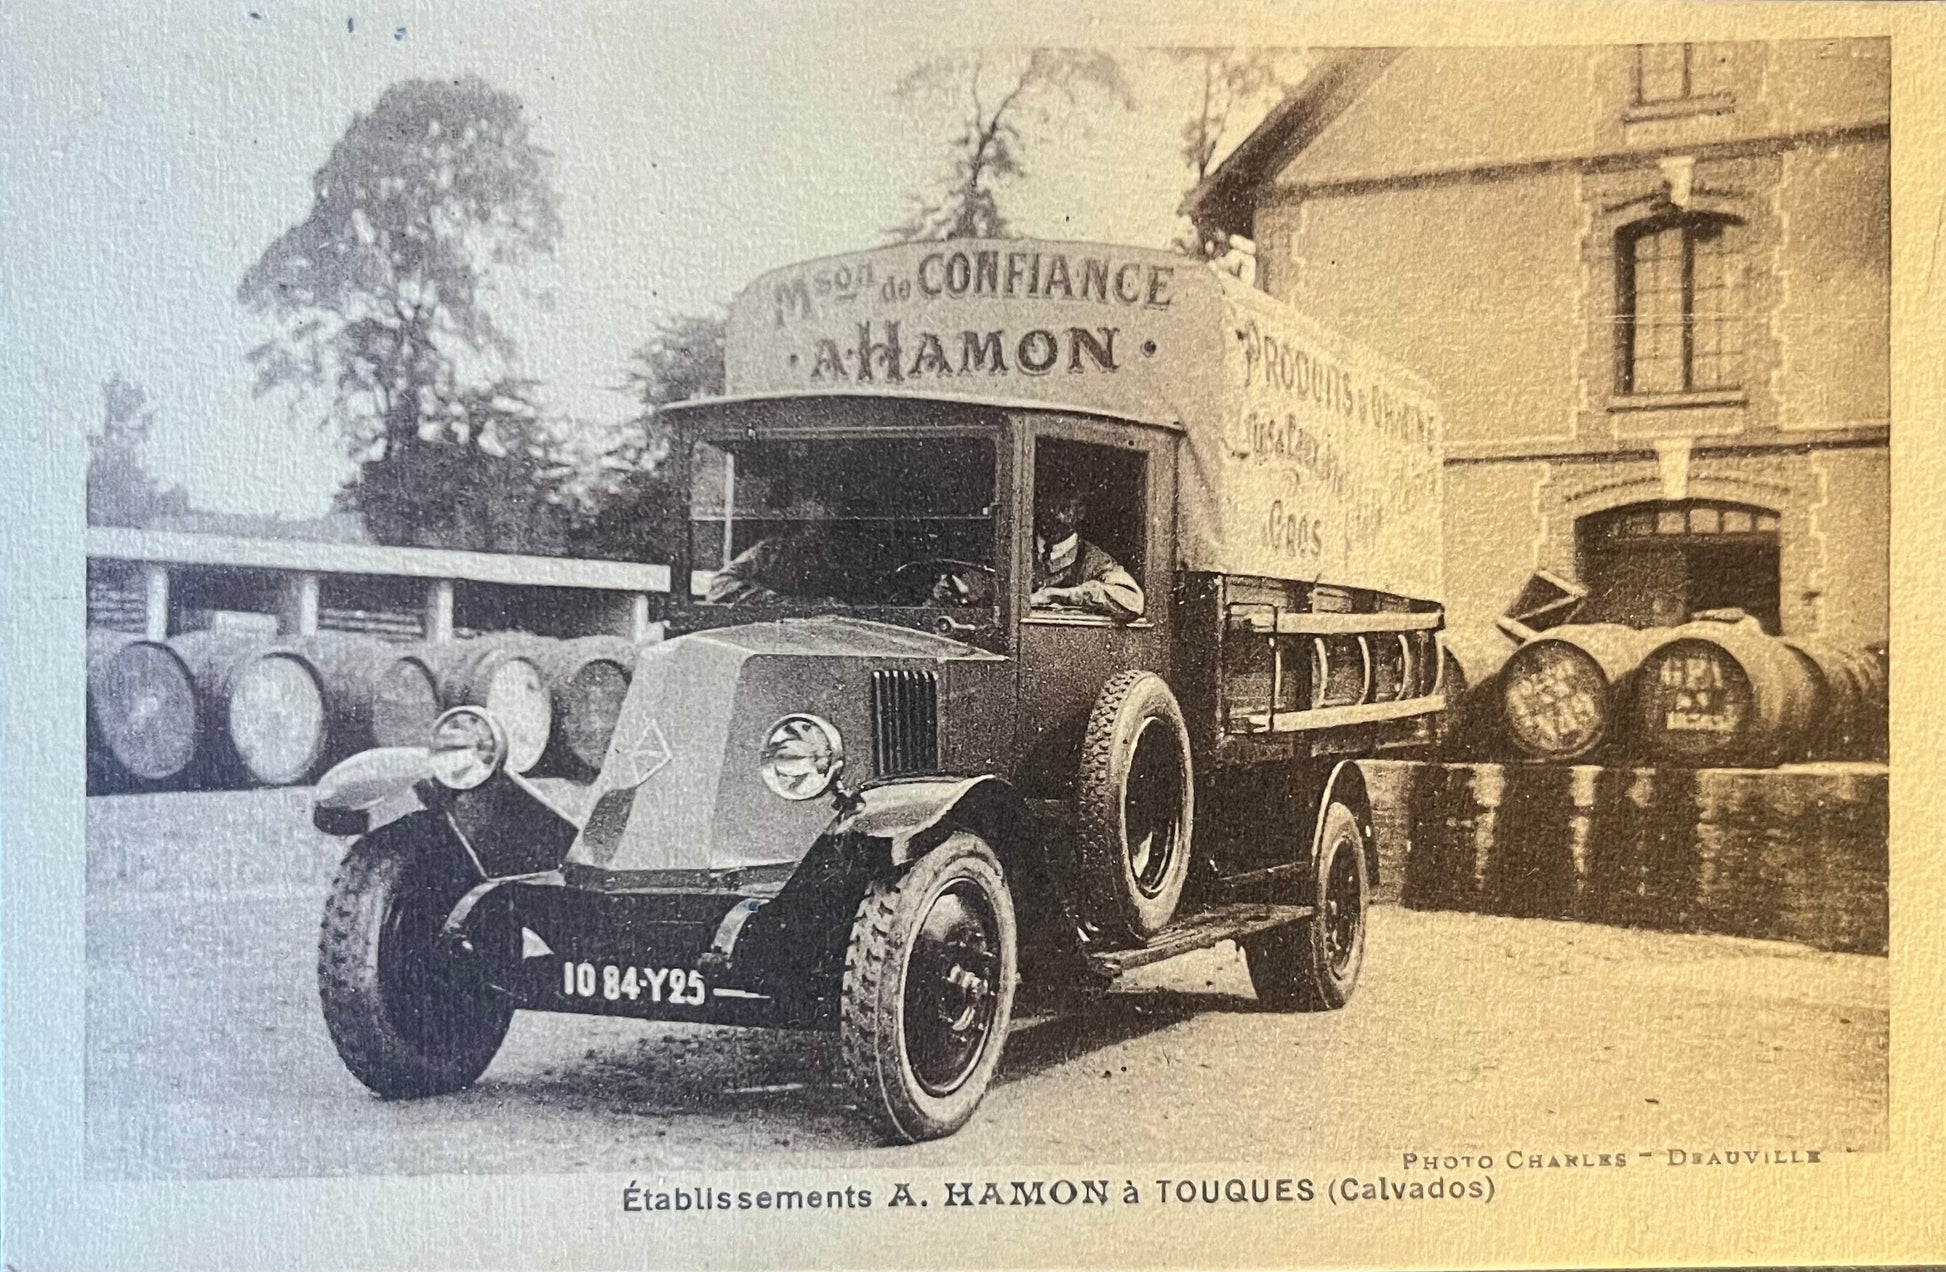 Mson de CONFIANCE
· A·HAMON ·
PRODUITS D'ORIGINE
GROS
10 84-Y25
PHOTO CHARLES - DEAUVILLE
Établissements A. HAMON à TOUQUES (Calvados)